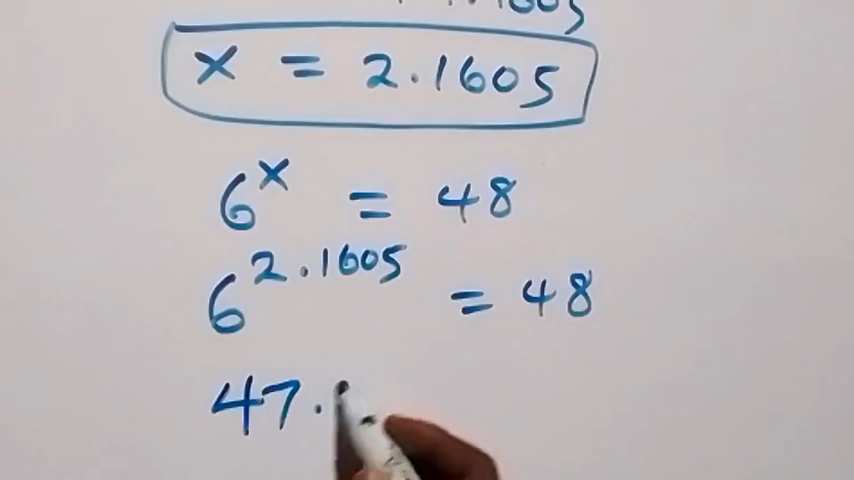 x = 2.1605
6^x = 48
6^2.1605 = 48
47.